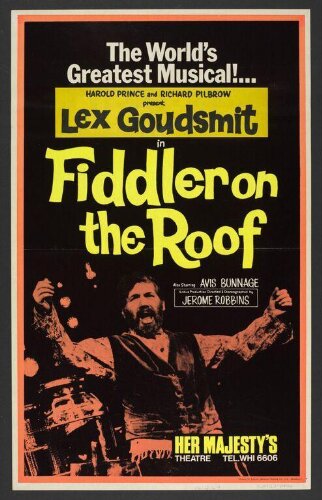 The World's
Greatest Musical!...
HAROLD PRINCE and RICHARD PILBROW
present
LEX GOUDSMIT
in
Fiddler on
the Roof
Also Starring AVIS BUNNAGE
Entire Production Directed & Choreographed by
JEROME ROBBINS
HER MAJESTY'S
THEATRE TEL. WHI 6606